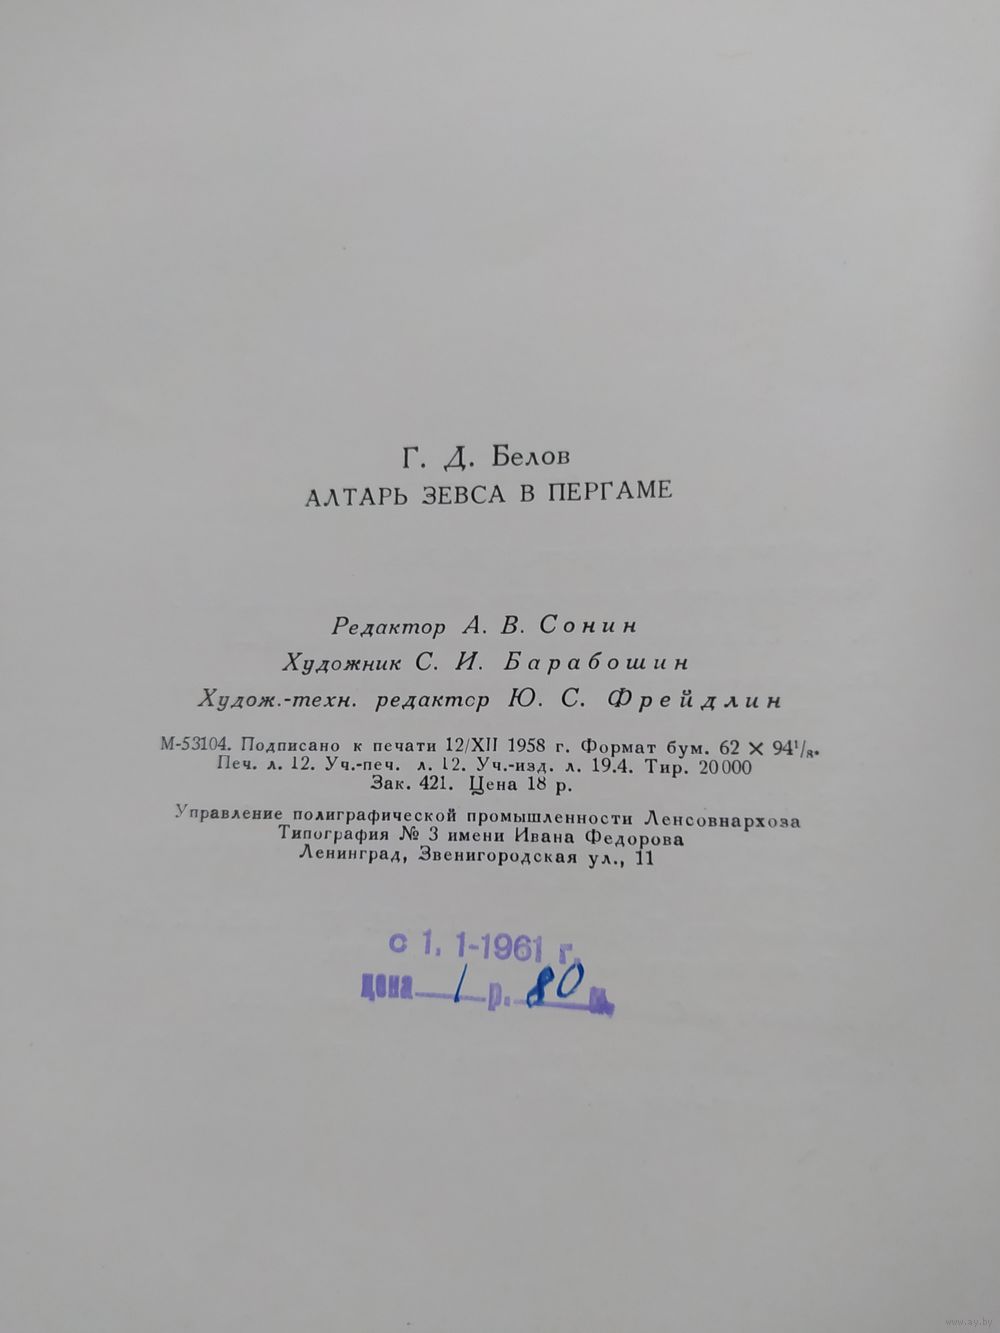 Г. Д. Белов
АЛТАРЬ ЗЕВСА В ПЕРГАМЕ
Редактор А. В. Сонин
Художник С. И. Барабошин
Худож.-техн. редактор Ю. С. Фрейдлин
М-53104. Подписано к печати 12/XII 1958 г. Формат бум. 62 × 94¹/₈.
Печ. л. 12. Уч.-печ. л. 12. Уч.-изд. л. 19.4. Тир. 20000
Зак. 421. Цена 18 р.
Управление полиграфической промышленности Ленсовнархоза
Типография № 3 имени Ивана Федорова
Ленинград, Звенигородская ул., 11
с 1. 1-1961 г.
цена 1 р. 80 к.
www.ay.by